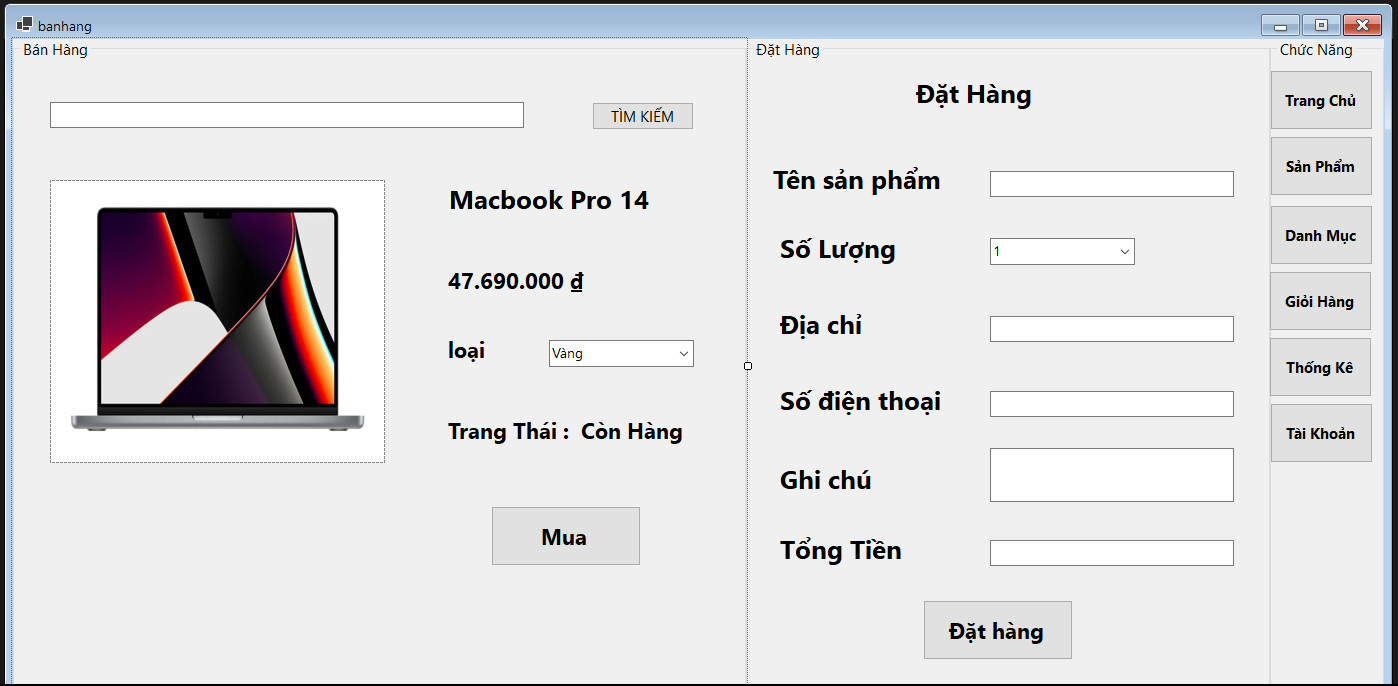 banhang
Bán Hàng
TÌM KIẾM
Macbook Pro 14
47.690.000 ₫
loại
Vàng
Trang Thái : Còn Hàng
Mua
Đặt Hàng
Đặt Hàng
Tên sản phẩm
Số Lượng
1
Địa chỉ
Số điện thoại
Ghi chú
Tổng Tiền
Đặt hàng
Chức Năng
Trang Chủ
Sản Phẩm
Danh Mục
Giỏi Hàng
Thống Kê
Tài Khoản